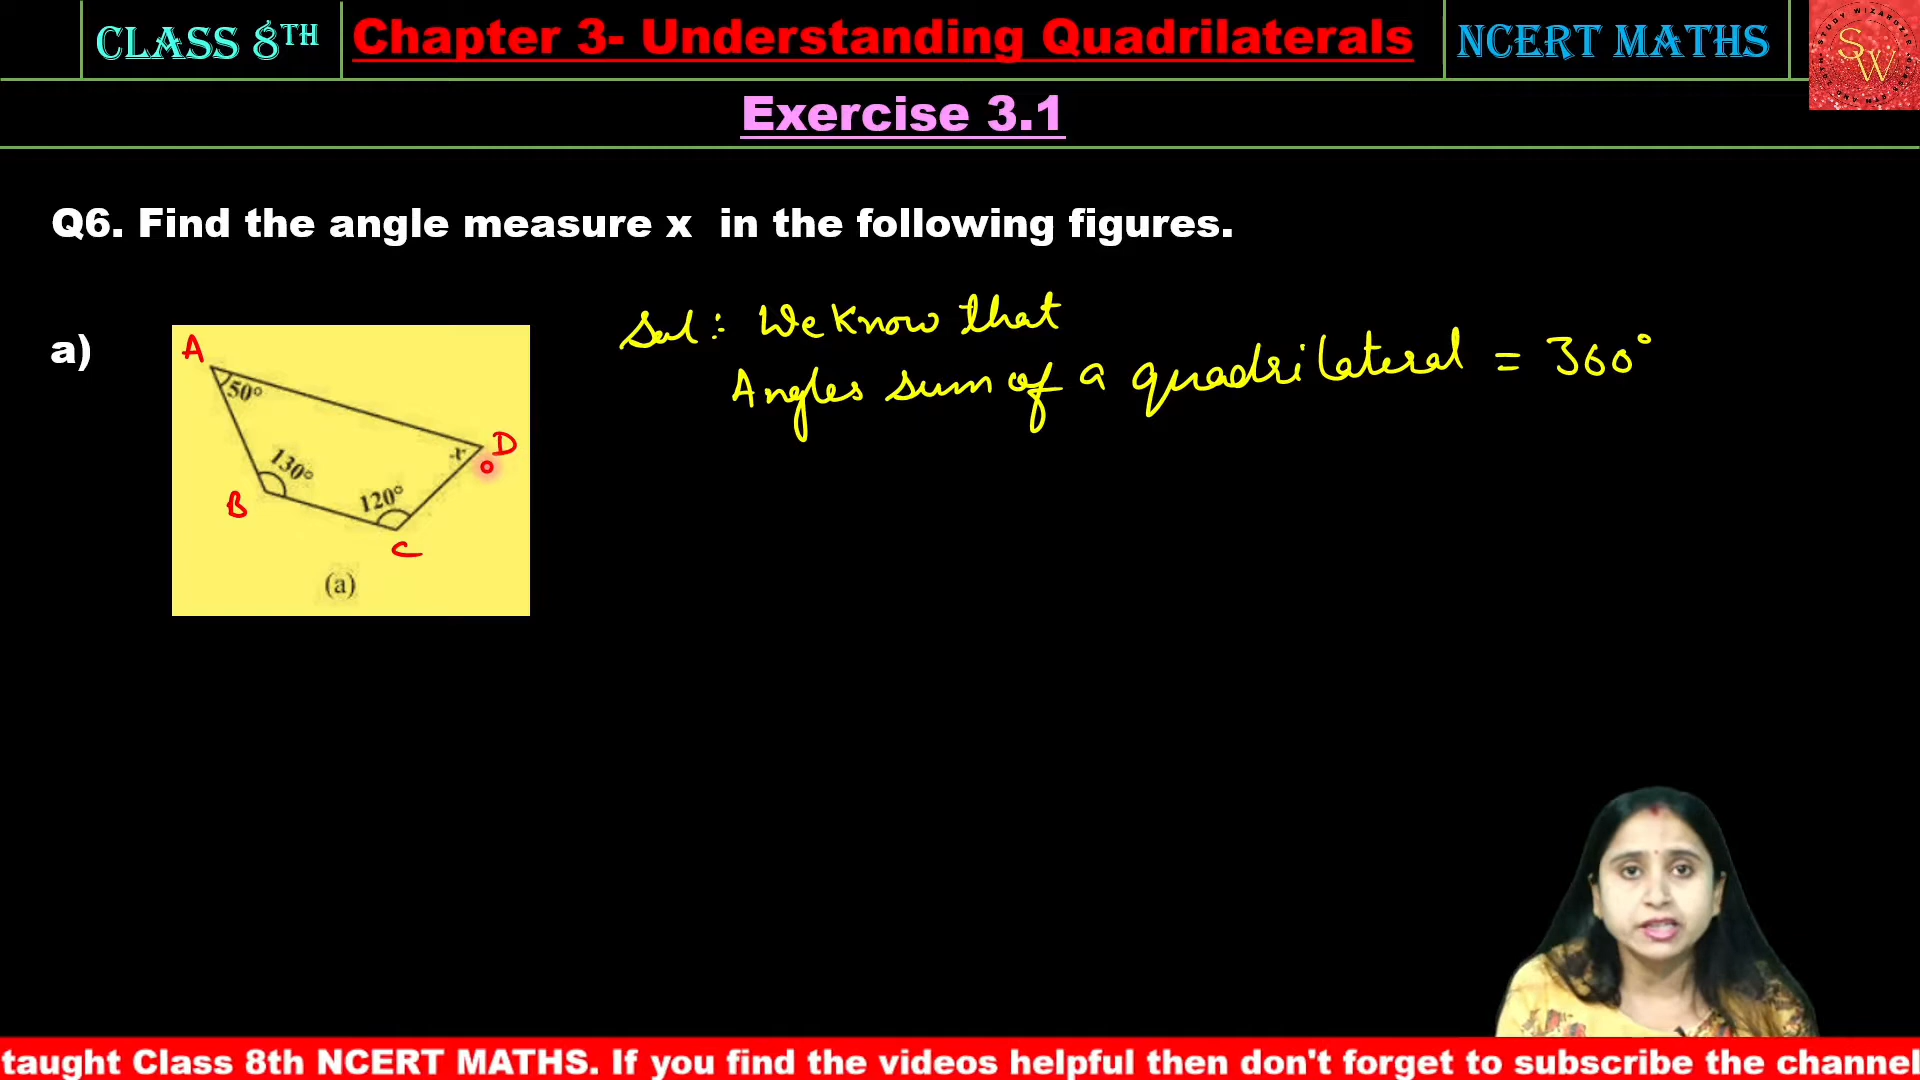 CLASS 8TH
Chapter 3- Understanding Quadrilaterals
NCERT MATHS
SW
Exercise 3.1
Q6. Find the angle measure x in the following figures.
Sol : We know that
Angles sum of a quadrilateral = 360°
a)
A
50°
D
x
130°
120°
B
C
(a)
taught Class 8th NCERT MATHS. If you find the videos helpful then don't forget to subscribe the channel